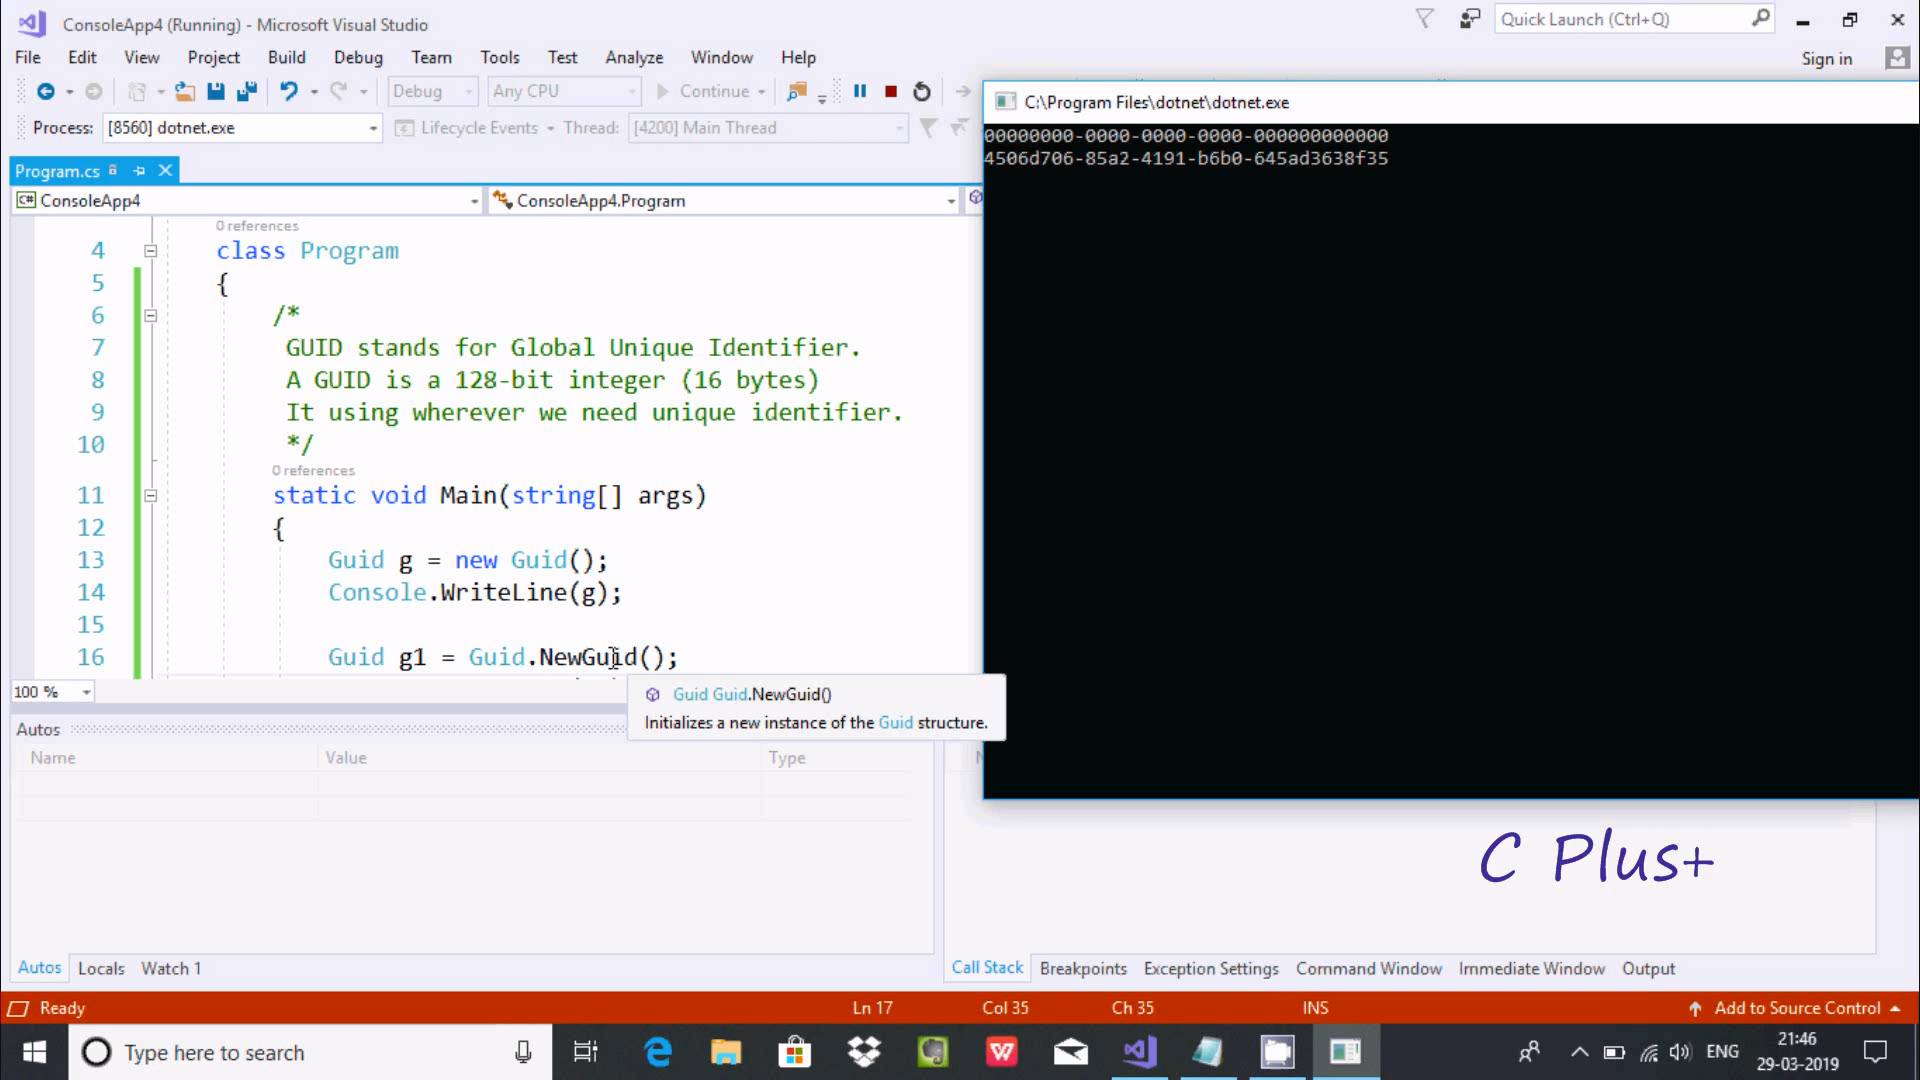 ConsoleApp4 (Running) - Microsoft Visual Studio
Quick Launch (Ctrl+Q)
File Edit View Project Build Debug Team Tools Test Analyze Window Help
Sign in
Debug Any CPU Continue
Process: [8560] dotnet.exe Lifecycle Events Thread: [4200] Main Thread
C:\Program Files\dotnet\dotnet.exe
00000000-0000-0000-0000-000000000000
4506d706-85a2-4191-b6b0-645ad3638f35
Program.cs
C# ConsoleApp4 ConsoleApp4.Program
0 references
4 class Program
5 {
6 /*
7 GUID stands for Global Unique Identifier.
8 A GUID is a 128-bit integer (16 bytes)
9 It using wherever we need unique identifier.
10 */
0 references
11 static void Main(string[] args)
12 {
13 Guid g = new Guid();
14 Console.WriteLine(g);
15
16 Guid g1 = Guid.NewGuid();
100 %
Guid Guid.NewGuid()
Initializes a new instance of the Guid structure.
Autos
Name Value Type
C Plus+
Autos Locals Watch 1
Call Stack Breakpoints Exception Settings Command Window Immediate Window Output
Ready Ln 17 Col 35 Ch 35 INS Add to Source Control
Type here to search
ENG
21:46
29-03-2019